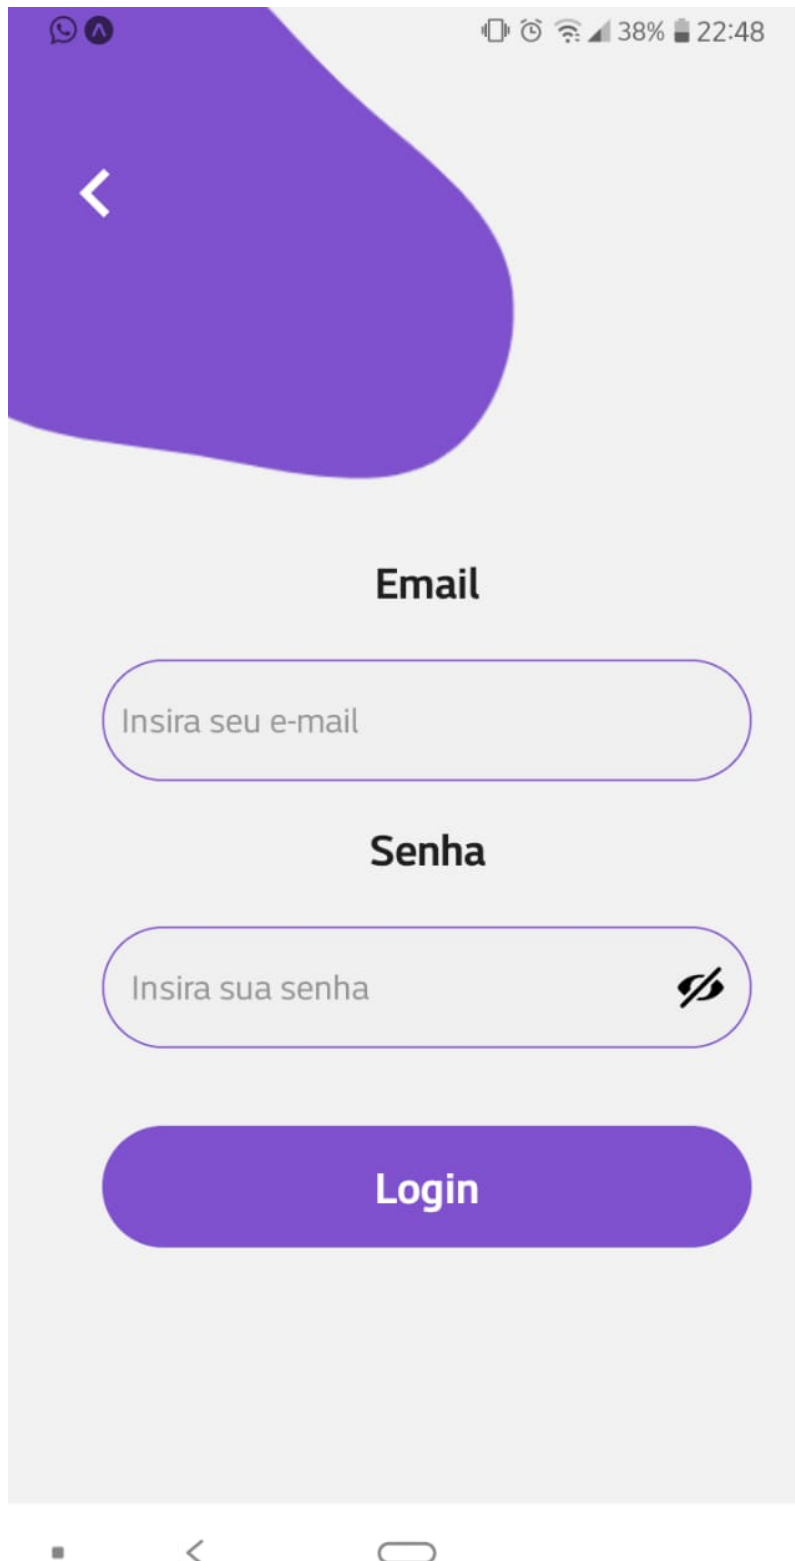 38% 22:48
Email
Insira seu e-mail
Senha
Insira sua senha
Login